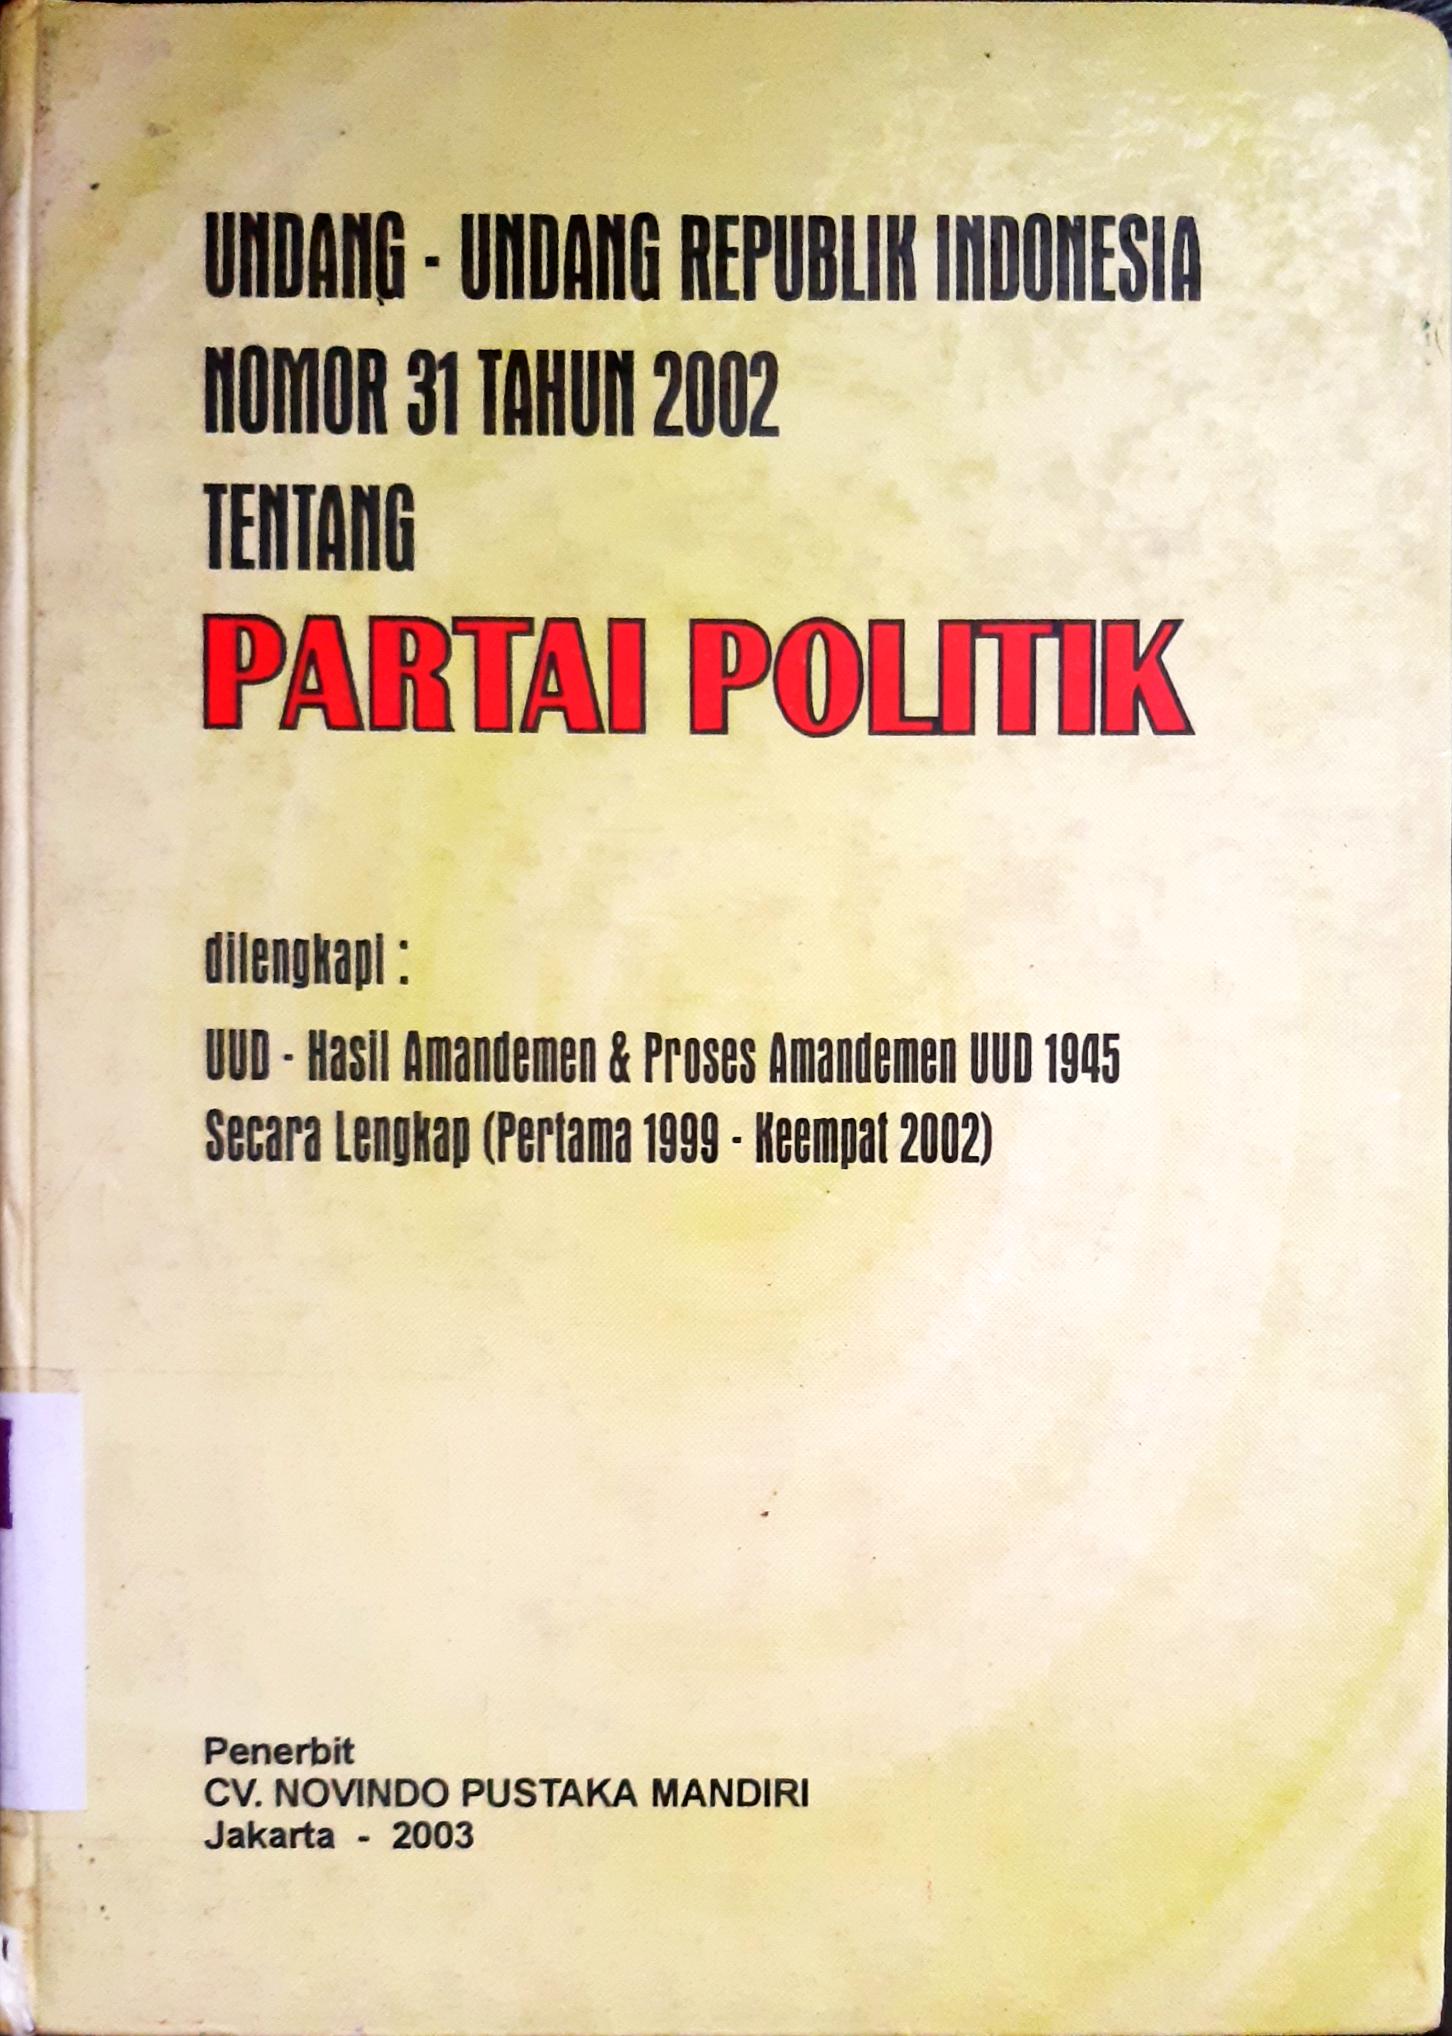 UNDANG - UNDANG REPUBLIK INDONESIA
NOMOR 31 TAHUN 2002
TENTANG
PARTAI POLITIK
dilengkapi :
UUD - Hasil Amandemen & Proses Amandemen UUD 1945
Secara Lengkap (Pertama 1999 - Keempat 2002)
Penerbit
CV. NOVINDO PUSTAKA MANDIRI
Jakarta - 2003